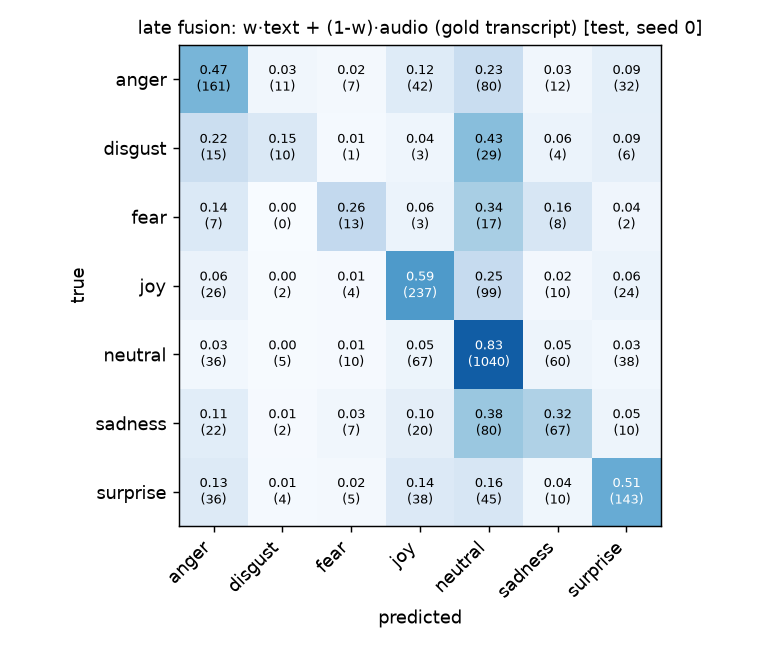 late fusion: w·text + (1-w)·audio (gold transcript) [test, seed 0]
anger
0.47 0.03 0.02 0.12 0.23 0.03 0.09
(161) (11) (7) (42) (80) (12) (32)
disgust
0.22 0.15 0.01 0.04 0.43 0.06 0.09
(15) (10) (1) (3) (29) (4) (6)
fear
0.14 0.00 0.26 0.06 0.34 0.16 0.04
(7) (0) (13) (3) (17) (8) (2)
true
joy
0.06 0.00 0.01 0.59 0.25 0.02 0.06
(26) (2) (4) (237) (99) (10) (24)
neutral
0.03 0.00 0.01 0.05 0.83 0.05 0.03
(36) (5) (10) (67) (1040) (60) (38)
sadness
0.11 0.01 0.03 0.10 0.38 0.32 0.05
(22) (2) (7) (20) (80) (67) (10)
surprise
0.13 0.01 0.02 0.14 0.16 0.04 0.51
(36) (4) (5) (38) (45) (10) (143)
anger disgust fear joy neutral sadness surprise
predicted